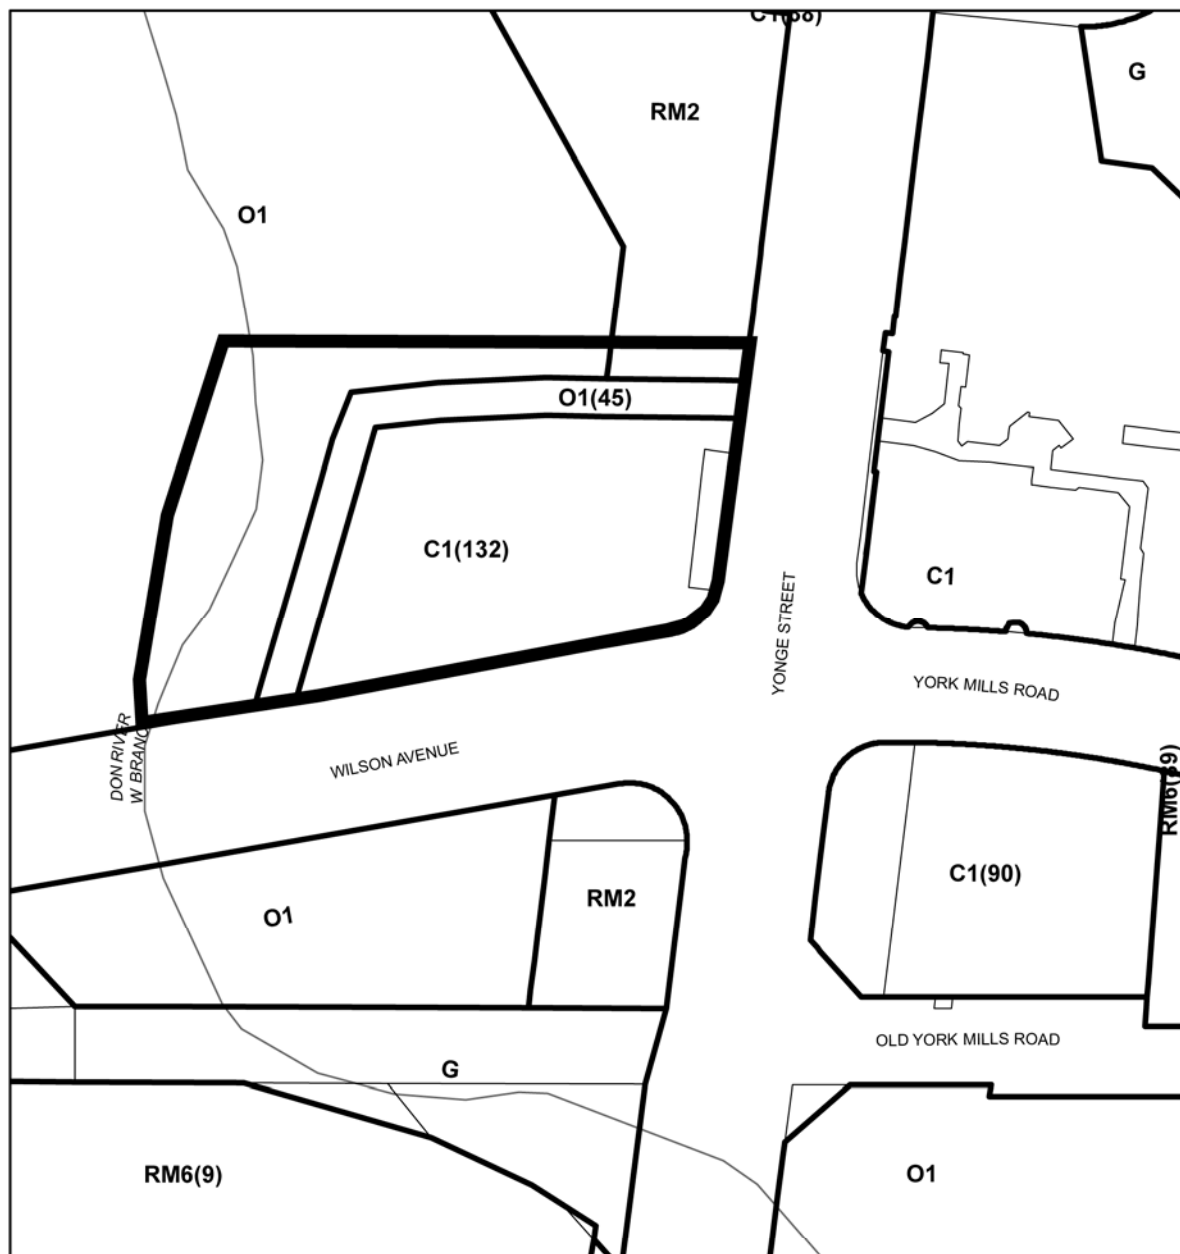 G
RM2
O1
O1(45)
C1(132)
C1
YONGE STREET
YORK MILLS ROAD
DON RIVER
WILSON AVENUE
C1(90)
RM2
O1
OLD YORK MILLS ROAD
G
RM6(9)
O1